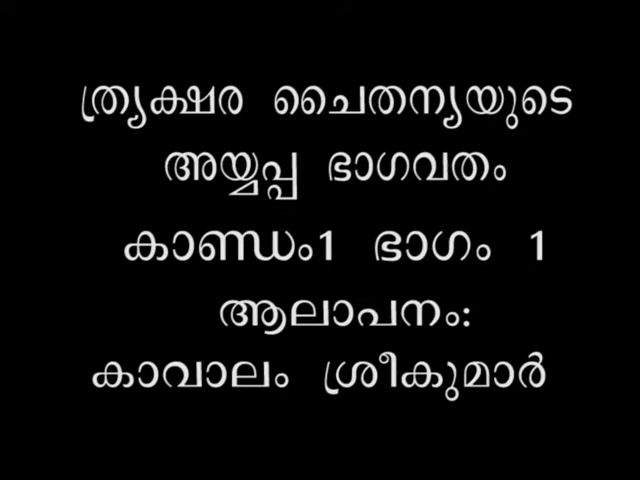 ത്ര്യക്ഷര ചൈതന്യയുടെ
അയ്യപ്പ ഭാഗവതം
കാണ്ഡം1 ഭാഗം 1
ആലാപനം:
കാവാലം ശ്രീകുമാർ